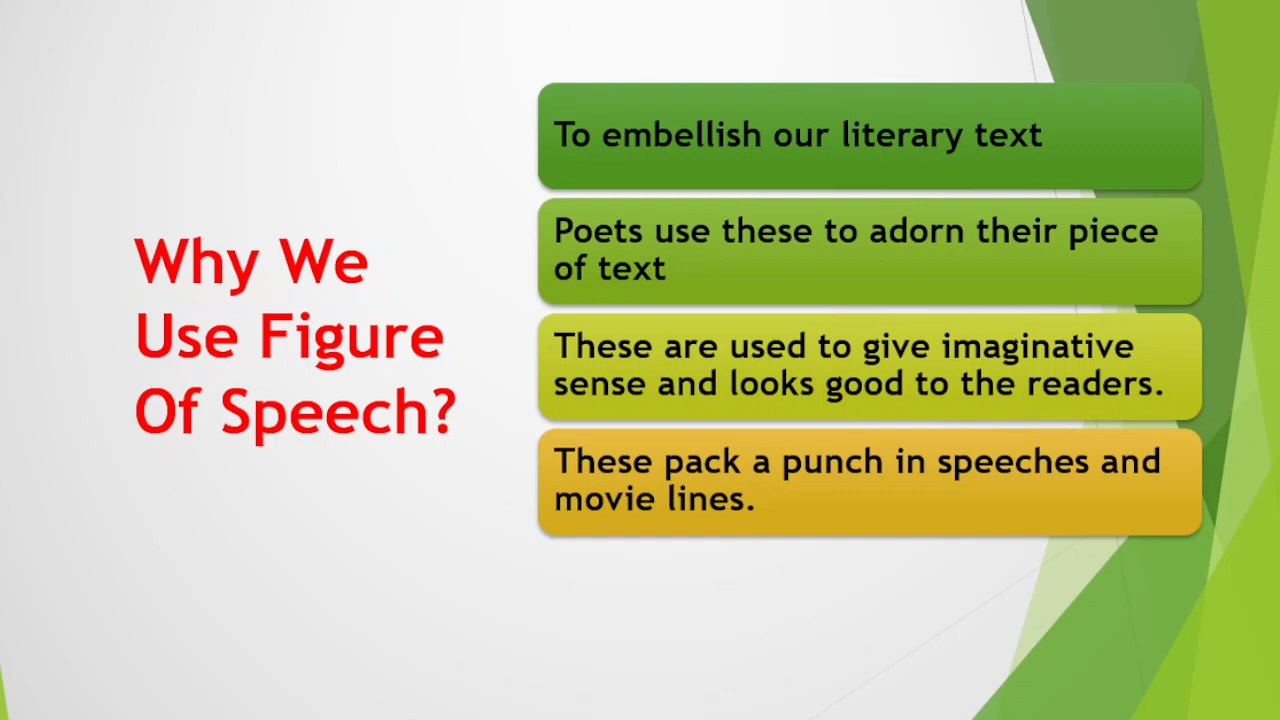 Why We
Use Figure
Of Speech?
To embellish our literary text
Poets use these to adorn their piece
of text
These are used to give imaginative
sense and looks good to the readers.
These pack a punch in speeches and
movie lines.